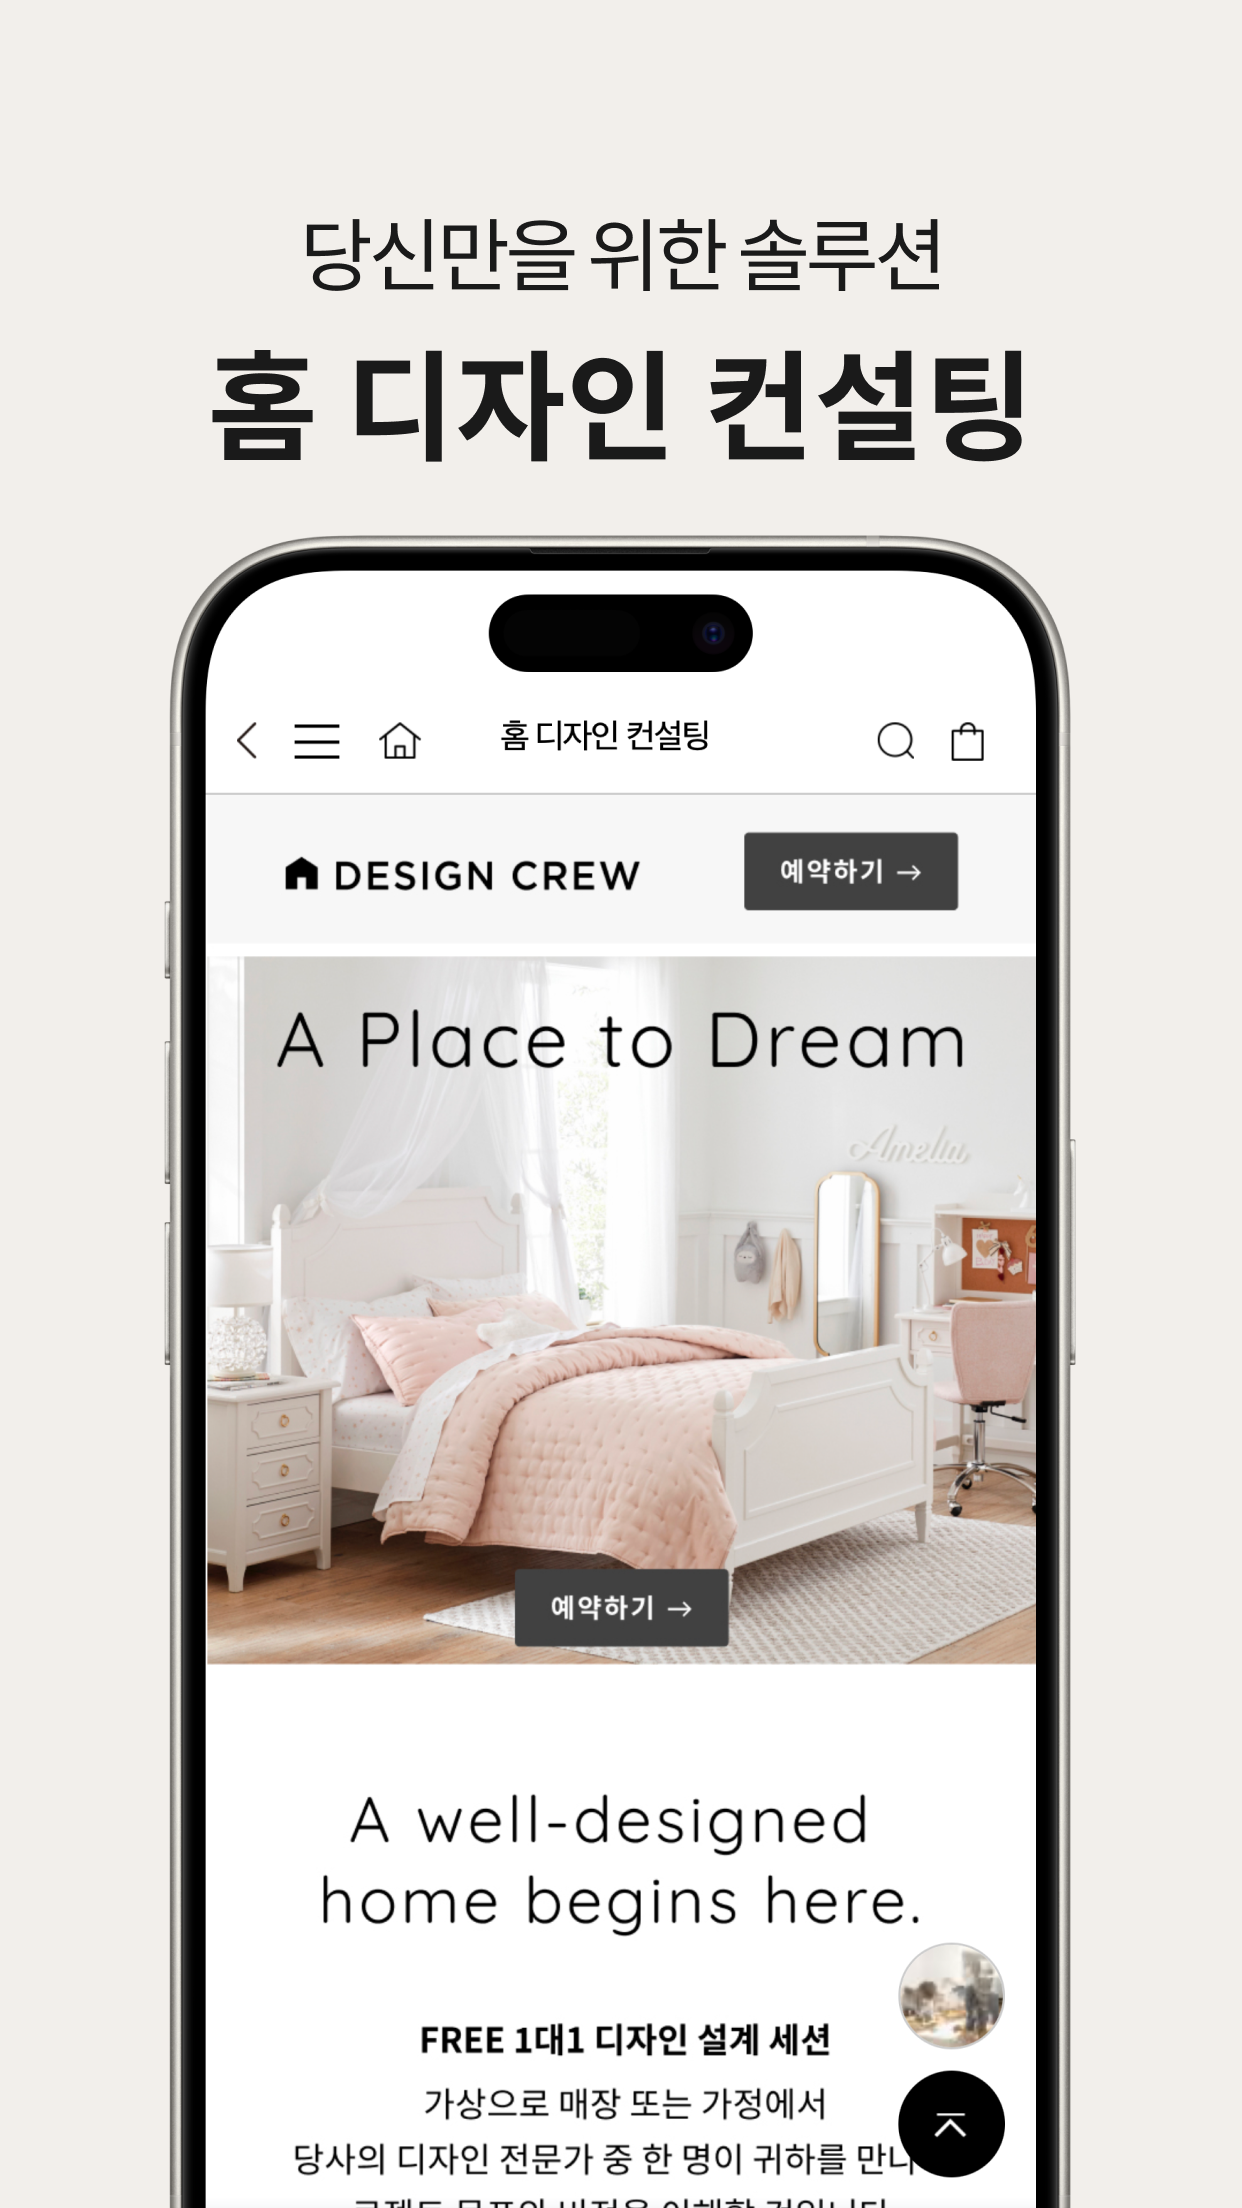 당신만을 위한 솔루션
홈 디자인 컨설팅
홈 디자인 컨설팅
DESIGN CREW
예약하기 →
A Place to Dream
Amelia
예약하기 →
A well-designed
home begins here.
FREE 1대1 디자인 설계 세션
가상으로 매장 또는 가정에서
당사의 디자인 전문가 중 한 명이 귀하를 만나